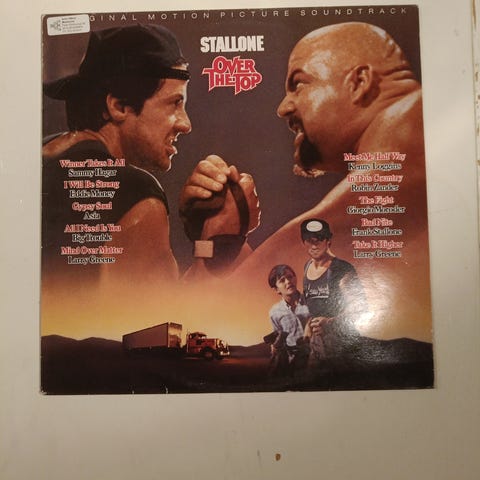 ORIGINAL MOTION PICTURE SOUNDTRACK
STALLONE
OVER
THE TOP
Winner Takes It All
Sammy Hagar
I Will Be Strong
Eddie Money
Gypsy Soul
Asia
All I Need Is You
Big Trouble
Mind Over Matter
Larry Greene
Meet Me Half Way
Kenny Loggins
In This Country
Robin Zander
The Fight
Giorgio Moroder
Bad Nite
Frank Stallone
Take It Higher
Larry Greene